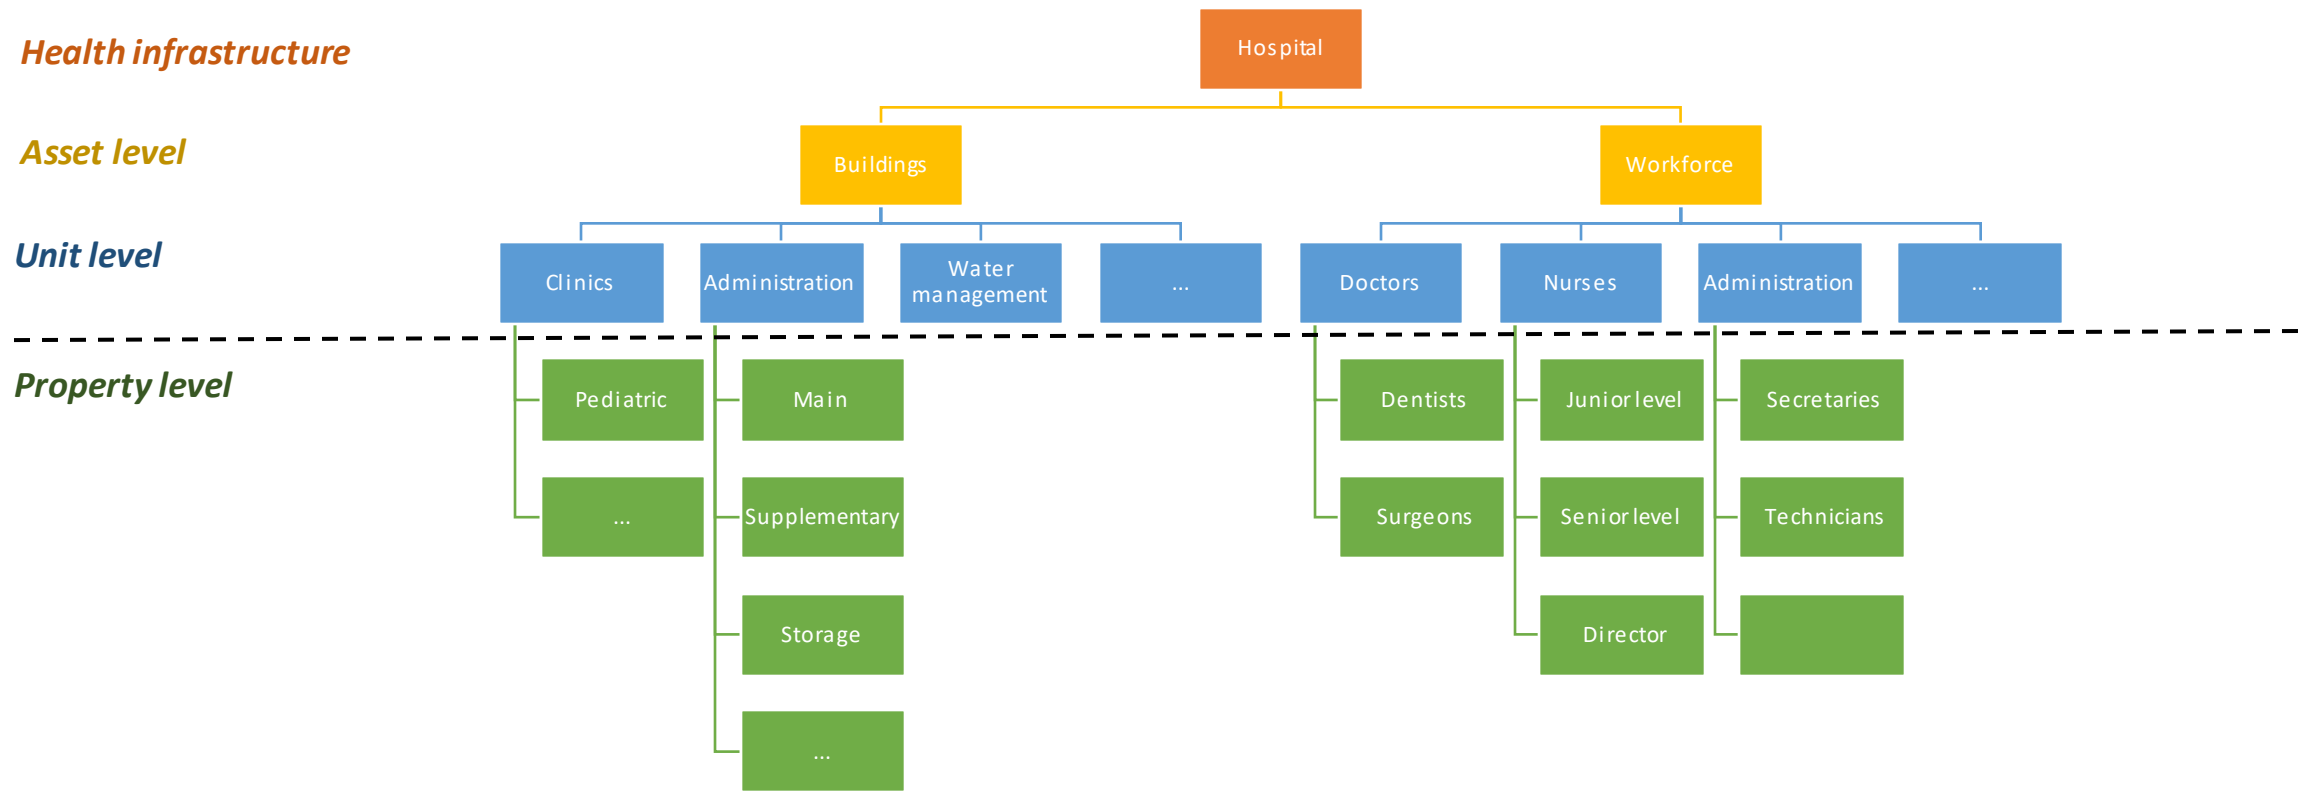 Health infrastructure
Hospital
Asset level
Buildings
Workforce
Unit level
Clinics
Administration
Water
management
...
Doctors
Nurses
Administration
...
Property level
Pediatric
Main
Dentists
Junior level
Secretaries
...
Supplementary
Surgeons
Senior level
Technicians
Storage
Director
...